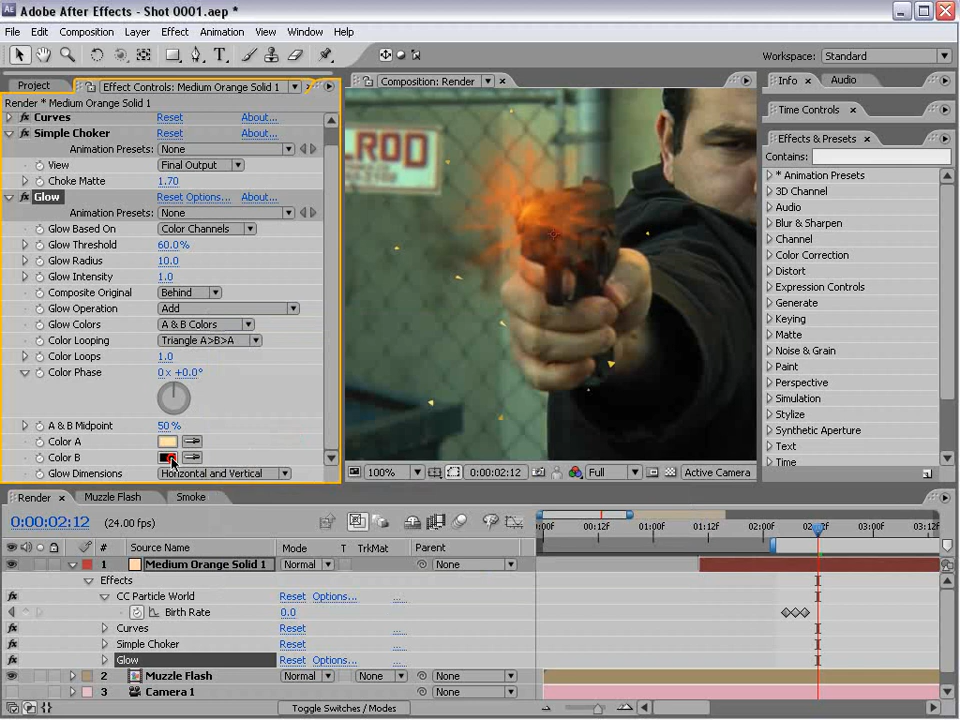 Adobe After Effects - Shot 0001.aep *
File Edit Composition Layer Effect Animation View Window Help
Workspace: Standard
Project Effect Controls: Medium Orange Solid 1
Composition: Render
Info Audio
Render * Medium Orange Solid 1
Curves Reset About...
Simple Choker Reset About...
Animation Presets: None
View Final Output
Choke Matte 1.70
Glow Reset Options... About...
Animation Presets: None
Glow Based On Color Channels
Glow Threshold 60.0%
Glow Radius 10.0
Glow Intensity 1.0
Composite Original Behind
Glow Operation Add
Glow Colors A & B Colors
Color Looping Triangle A>B>A
Color Loops 1.0
Color Phase 0 x +0.0°
A & B Midpoint 50 %
Color A
Color B
Glow Dimensions Horizontal and Vertical
LROD
100% 0:00:02:12 Full Active Camera
Time Controls
Effects & Presets
Contains:
* Animation Presets
3D Channel
Audio
Blur & Sharpen
Channel
Color Correction
Distort
Expression Controls
Generate
Keying
Matte
Noise & Grain
Paint
Perspective
Simulation
Stylize
Synthetic Aperture
Text
Time
Render Muzzle Flash Smoke
0:00:02:12 (24.00 fps)
:00F 00:12F 01:00F 01:12F 02:00F 02:12F 03:00F 03:12F
# Source Name Mode T TrkMat Parent
1 Medium Orange Solid 1 Normal None
Effects
CC Particle World Reset Options... ...
Birth Rate 0.0
Curves Reset ...
Simple Choker Reset ...
Glow Reset Options... ...
2 Muzzle Flash Normal None None
3 Camera 1 None
Toggle Switches / Modes